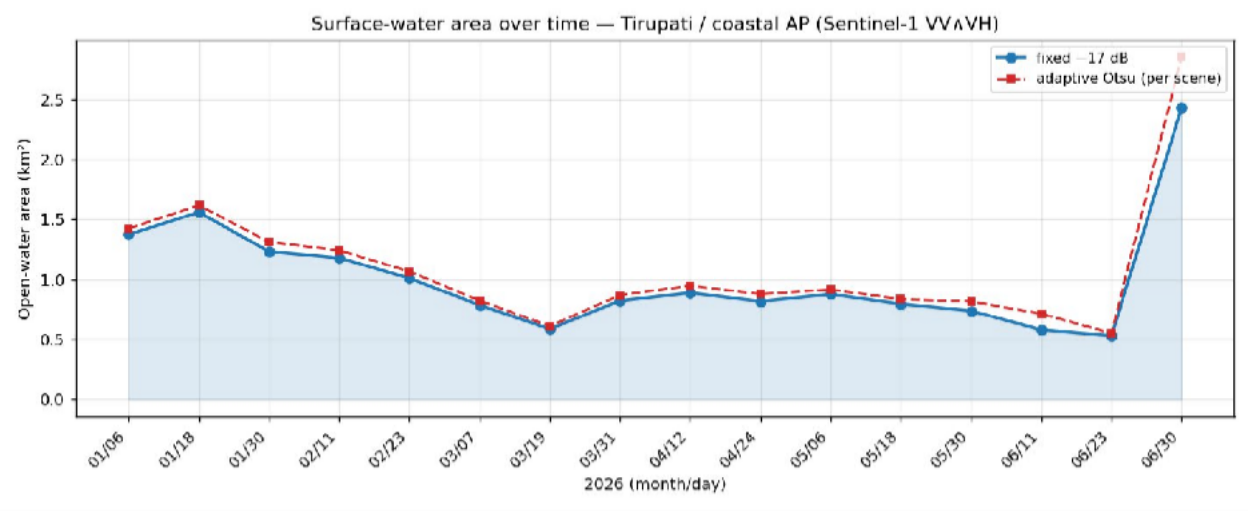 Surface-water area over time — Tirupati / coastal AP (Sentinel-1 VV∧VH)
fixed −17 dB
adaptive Otsu (per scene)
Open-water area (km²)
2.5
2.0
1.5
1.0
0.5
0.0
01/06 01/18 01/30 02/11 02/23 03/07 03/19 03/31 04/12 04/24 05/06 05/18 05/30 06/11 06/23 06/30
2026 (month/day)